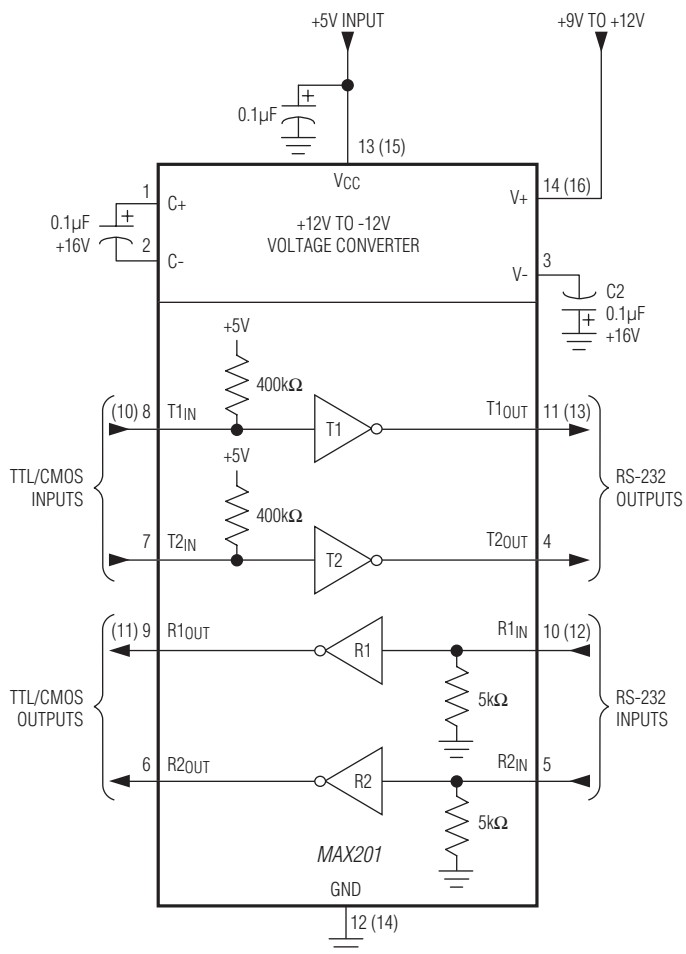 +5V INPUT
+9V TO +12V
0.1µF
13 (15)
VCC
1
C+
14 (16)
V+
0.1µF
+16V
+12V TO -12V
VOLTAGE CONVERTER
2
C-
3
V-
C2
0.1µF
+16V
+5V
400kΩ
(10) 8
T1IN
T1
T1OUT
11 (13)
+5V
TTL/CMOS
INPUTS
RS-232
OUTPUTS
400kΩ
7
T2IN
T2
T2OUT
4
(11) 9
R1OUT
R1
R1IN
10 (12)
TTL/CMOS
OUTPUTS
5kΩ
RS-232
INPUTS
6
R2OUT
R2
R2IN
5
5kΩ
MAX201
GND
12 (14)